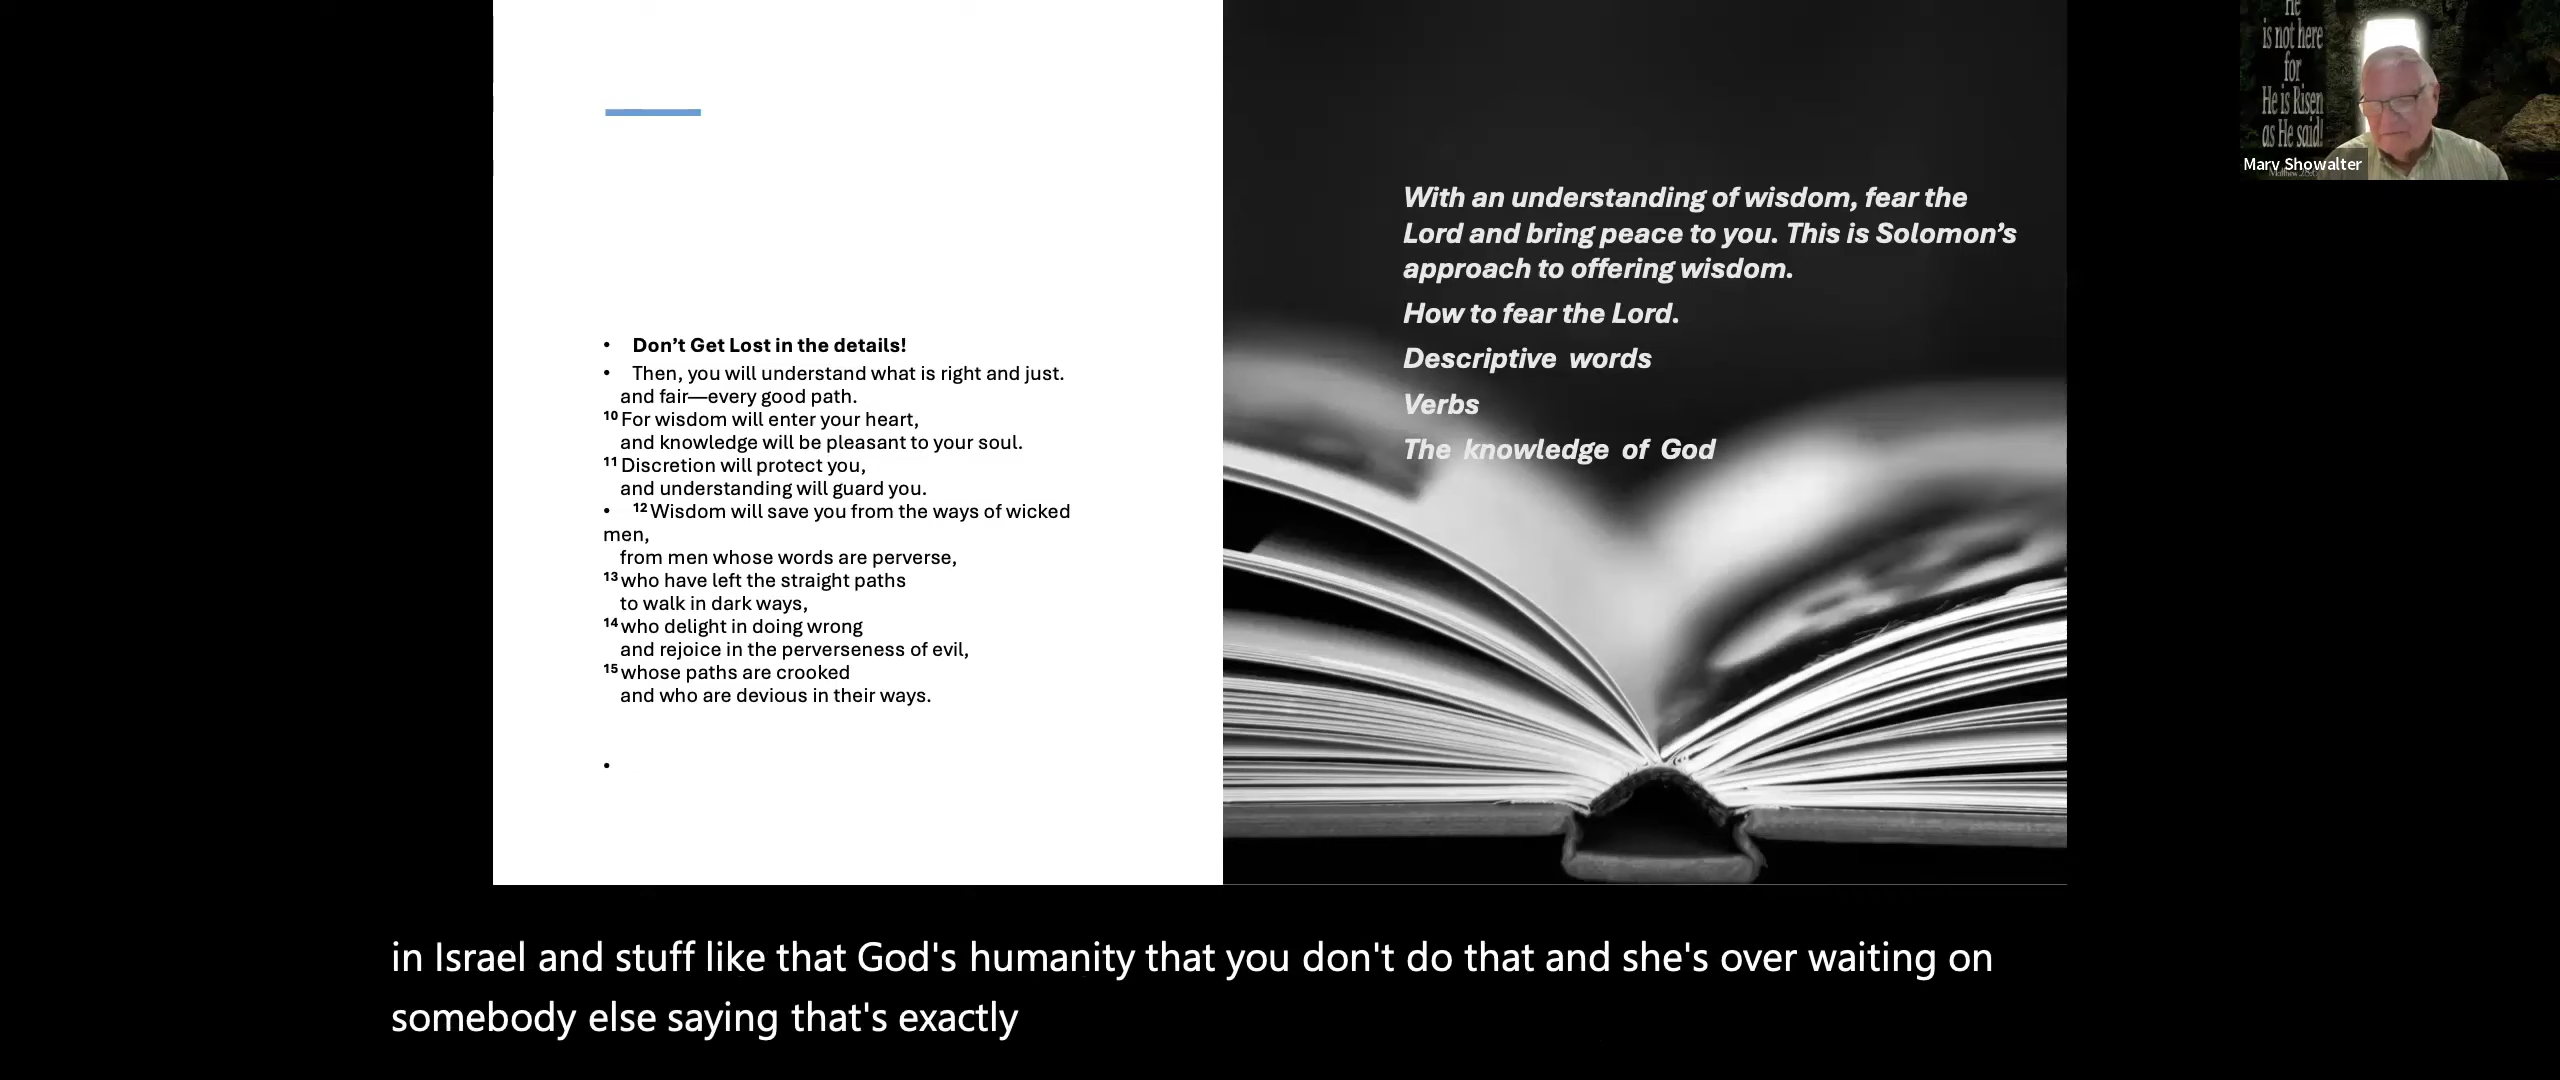 • Don’t Get Lost in the details!
• Then, you will understand what is right and just.
and fair—every good path.
10 For wisdom will enter your heart,
and knowledge will be pleasant to your soul.
11 Discretion will protect you,
and understanding will guard you.
• 12 Wisdom will save you from the ways of wicked
men,
from men whose words are perverse,
13 who have left the straight paths
to walk in dark ways,
14 who delight in doing wrong
and rejoice in the perverseness of evil,
15 whose paths are crooked
and who are devious in their ways.
•
With an understanding of wisdom, fear the
Lord and bring peace to you. This is Solomon’s
approach to offering wisdom.
How to fear the Lord.
Descriptive words
Verbs
The knowledge of God
He
is not here
for
He is Risen
as He said!
Marv Showalter
in Israel and stuff like that God's humanity that you don't do that and she's over waiting on
somebody else saying that's exactly